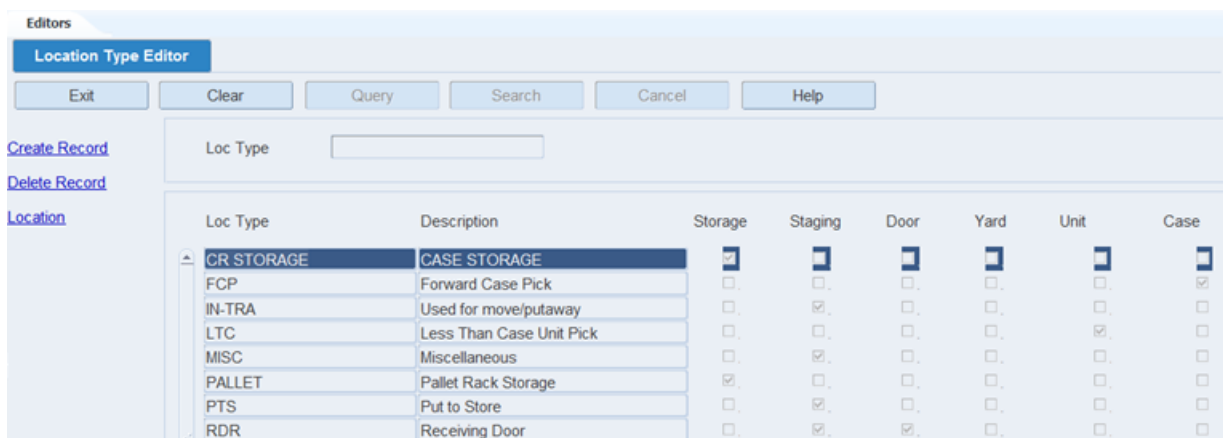 Editors
Location Type Editor
Exit Clear Query Search Cancel Help
Create Record Loc Type
Delete Record
Location Loc Type Description Storage Staging Door Yard Unit Case
CR STORAGE CASE STORAGE
FCP Forward Case Pick
IN-TRA Used for move/putaway
LTC Less Than Case Unit Pick
MISC Miscellaneous
PALLET Pallet Rack Storage
PTS Put to Store
RDR Receiving Door